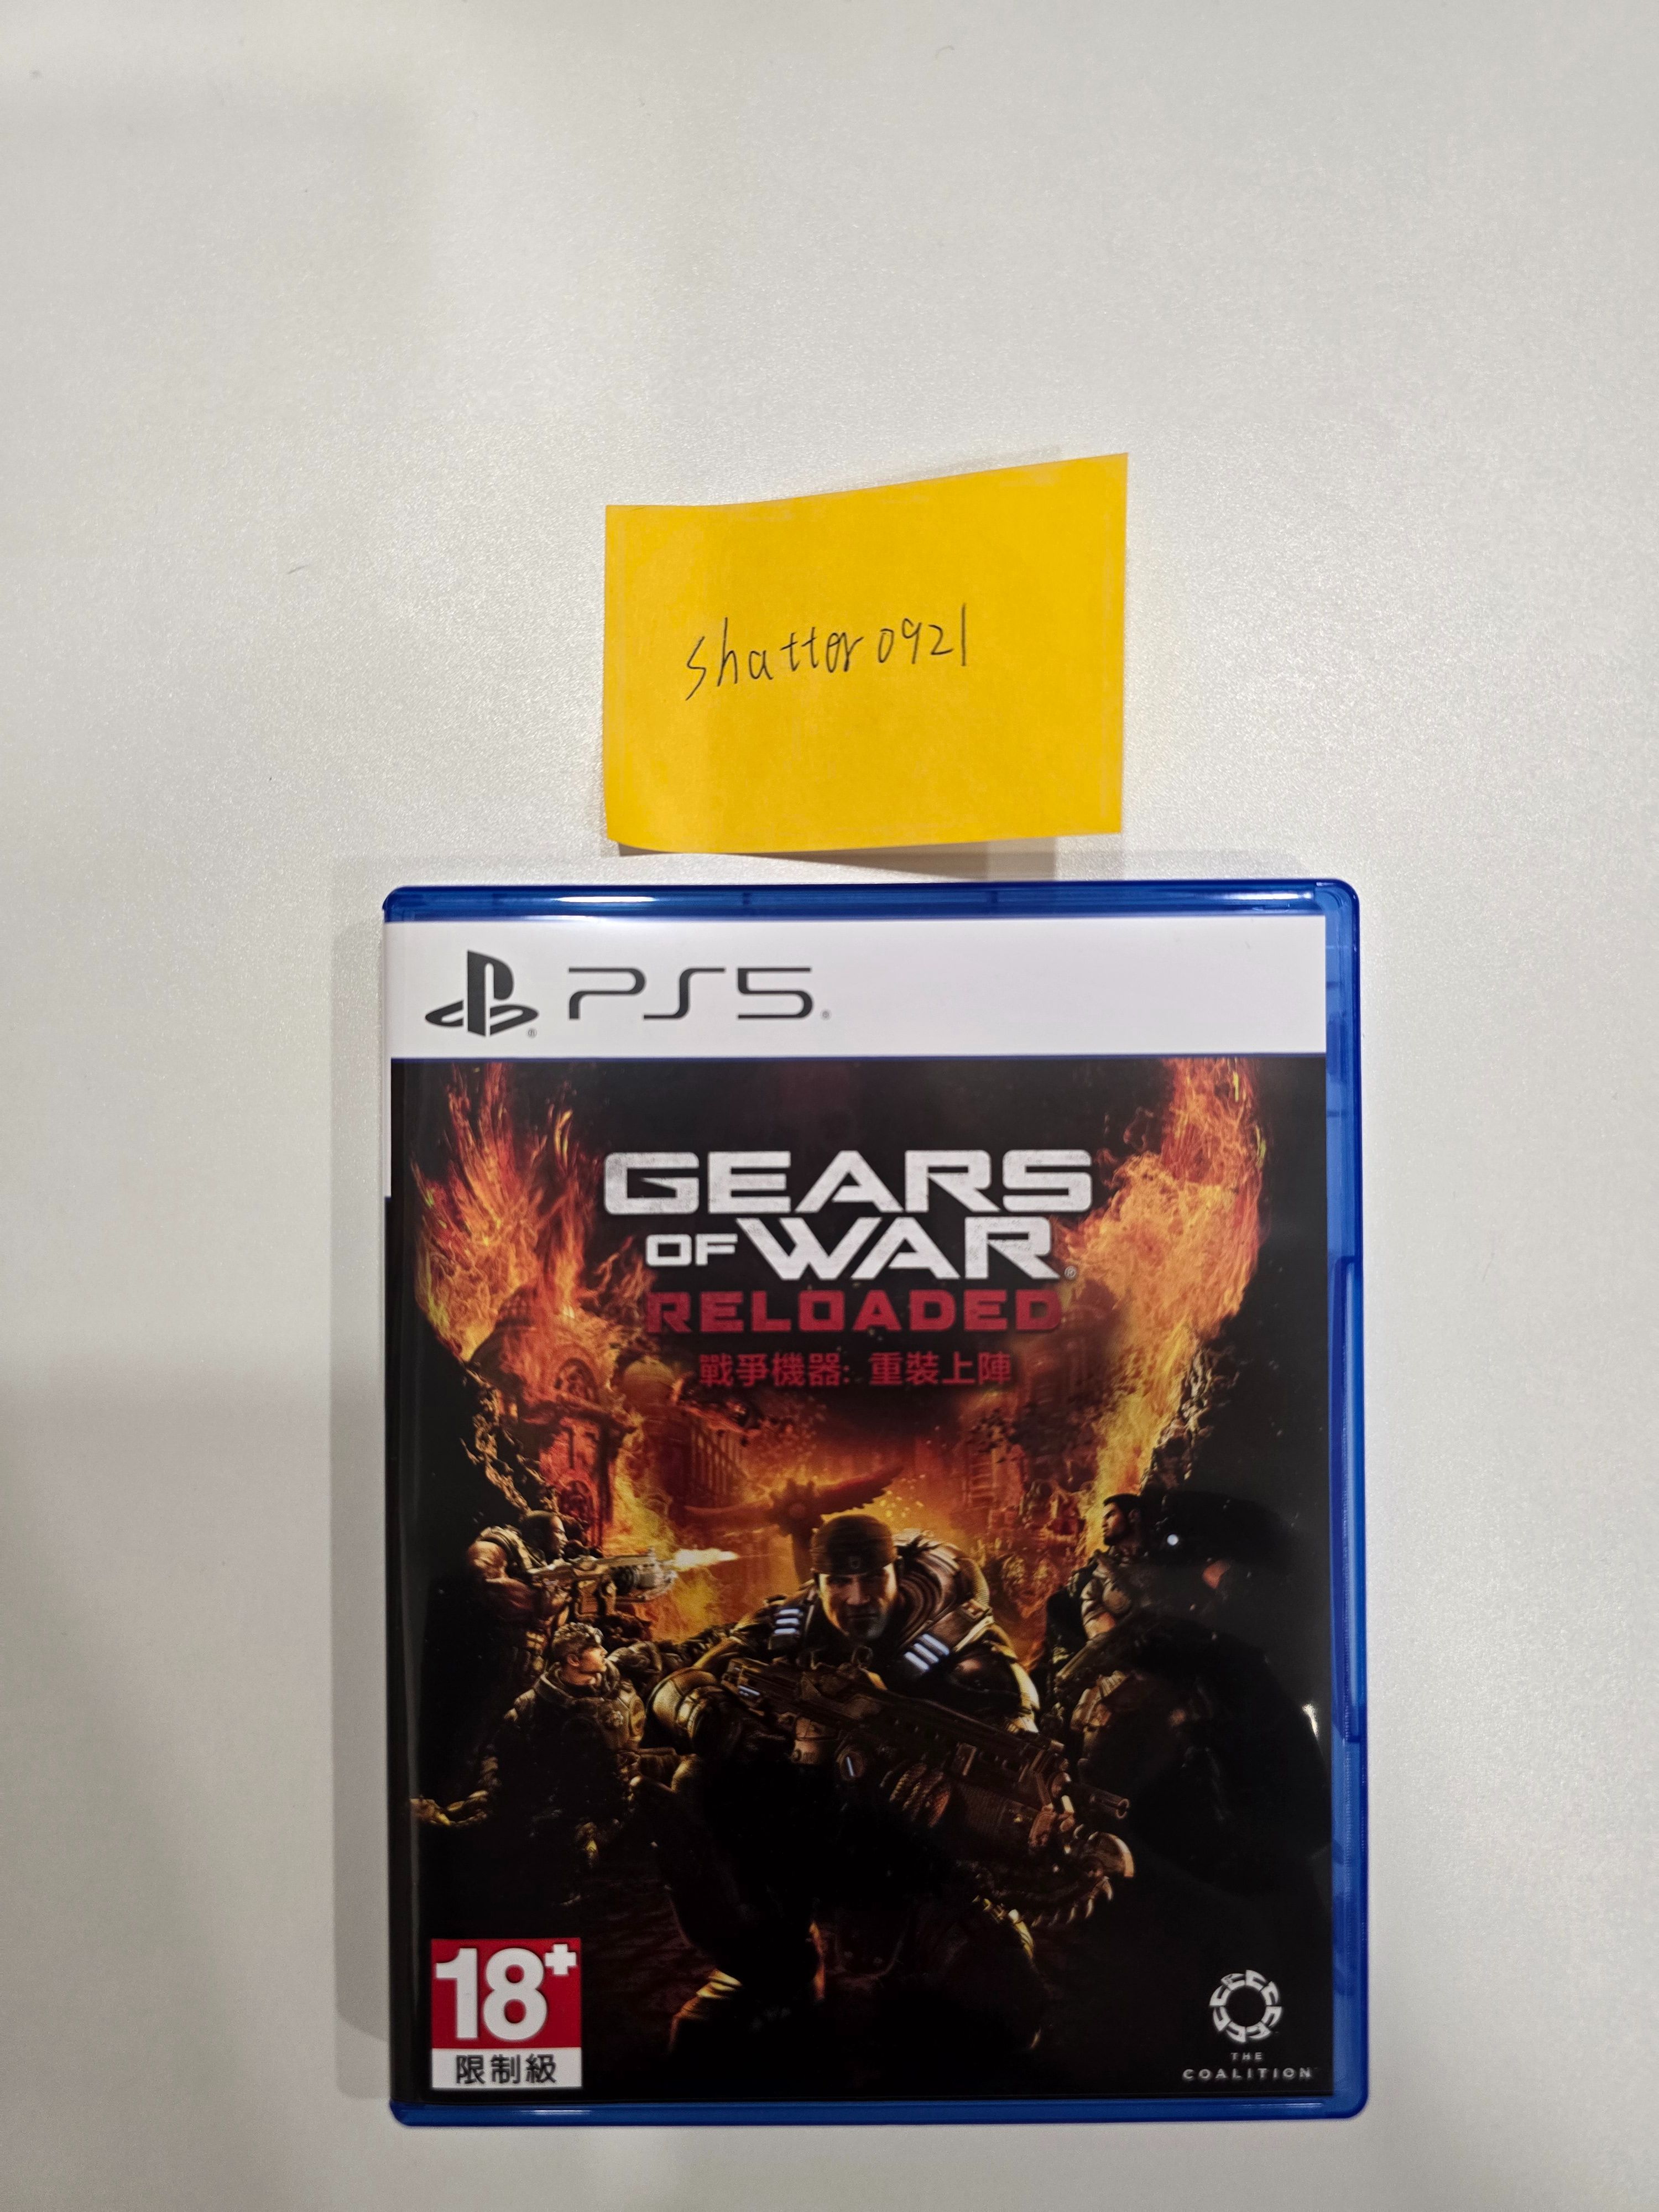 shatter0921
PS5
GEARS
OF WAR
RELOADED
戰爭機器: 重裝上陣
18+
限制級
THE
COALITION